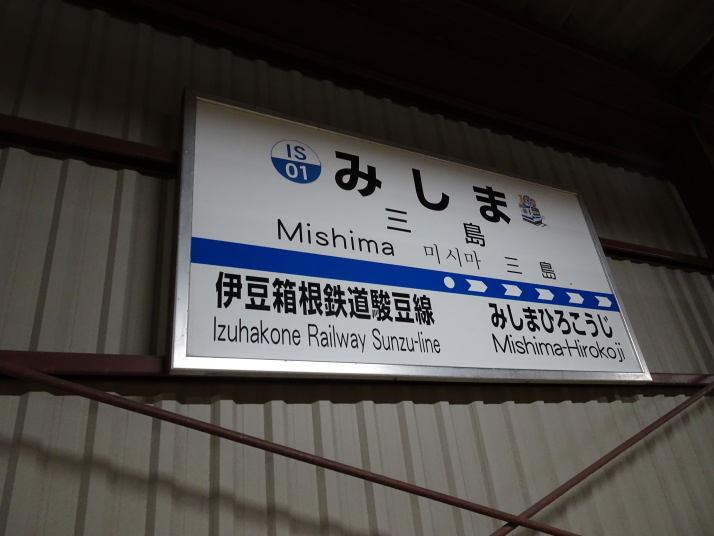 IS
01
みしま
三島
Mishima 미시마 三島
伊豆箱根鉄道駿豆線
Izuhakone Railway Sunzu-line
みしまひろこうじ
Mishima-Hirokoji